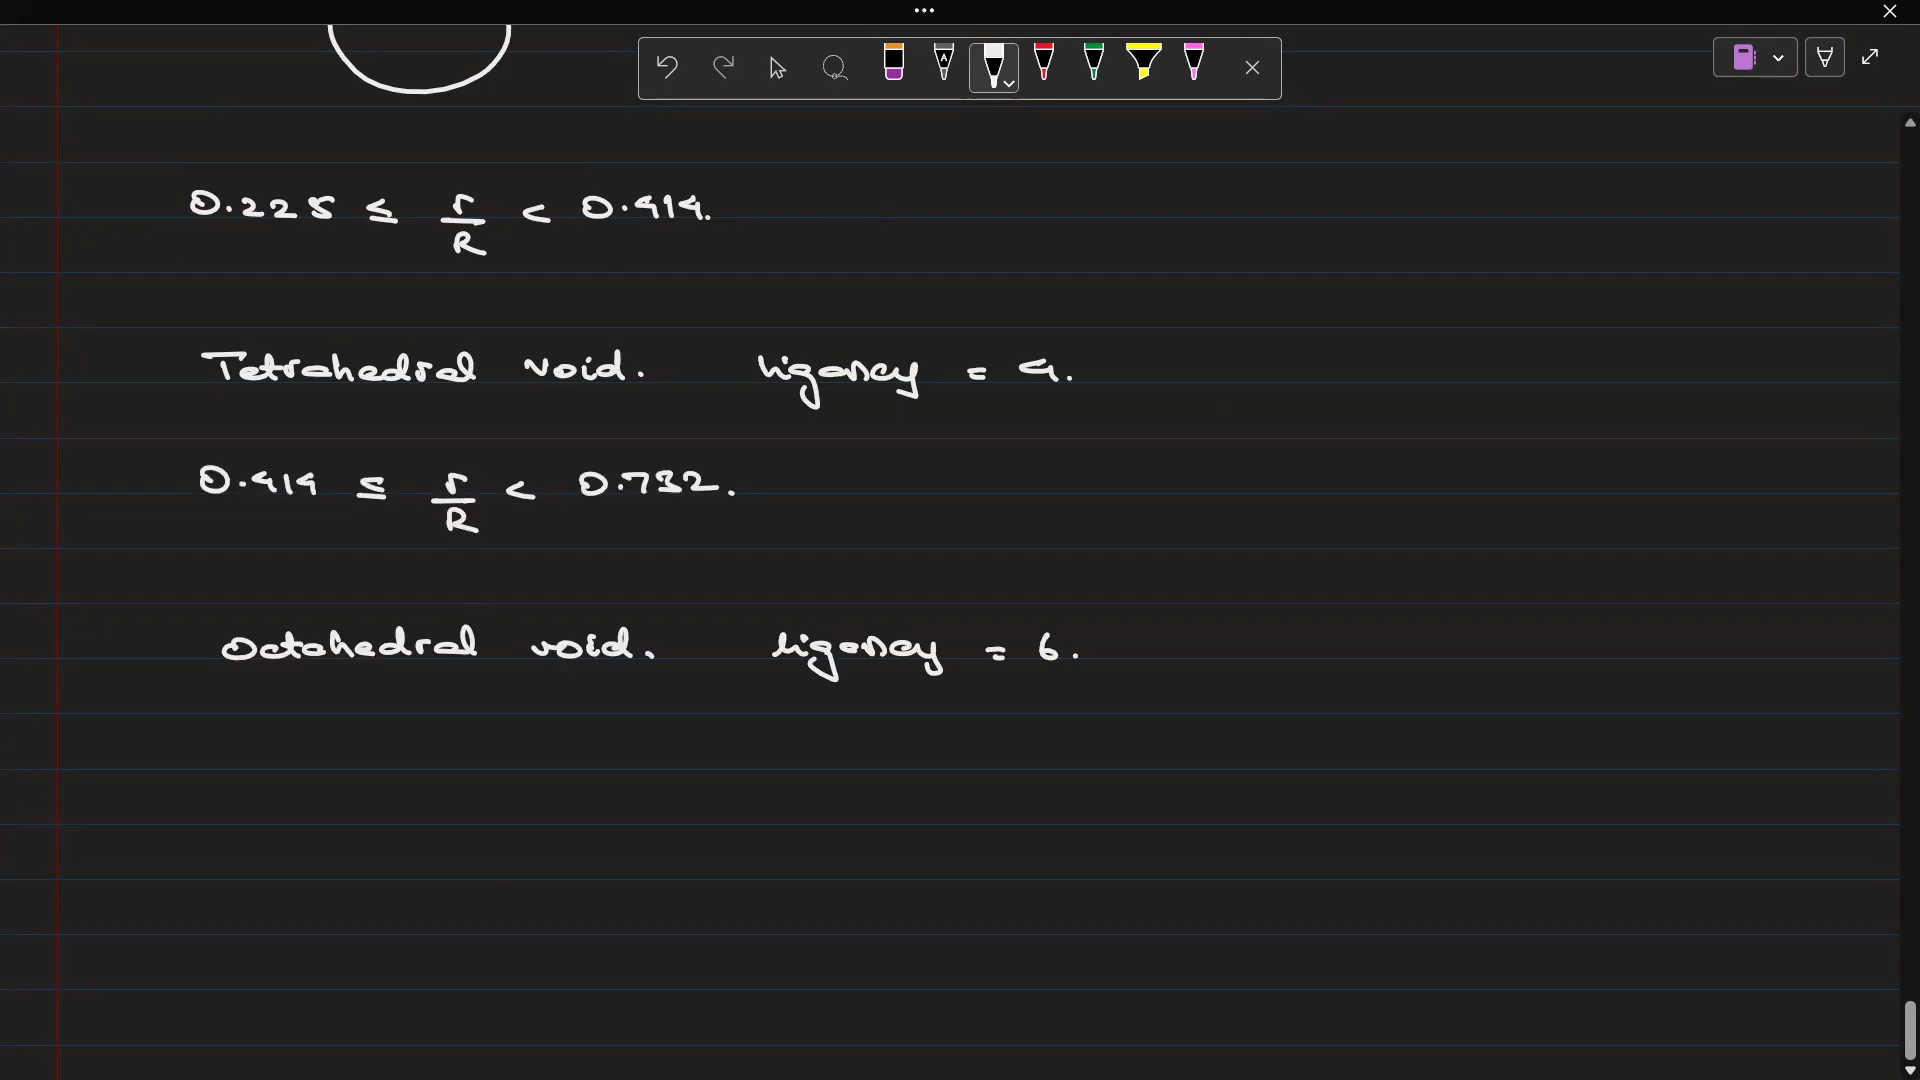 0.225 ≤ r/R < 0.414.
Tetrahedral void. ligancy = 4.
0.414 ≤ r/R < 0.732.
Octahedral void. ligancy = 6.